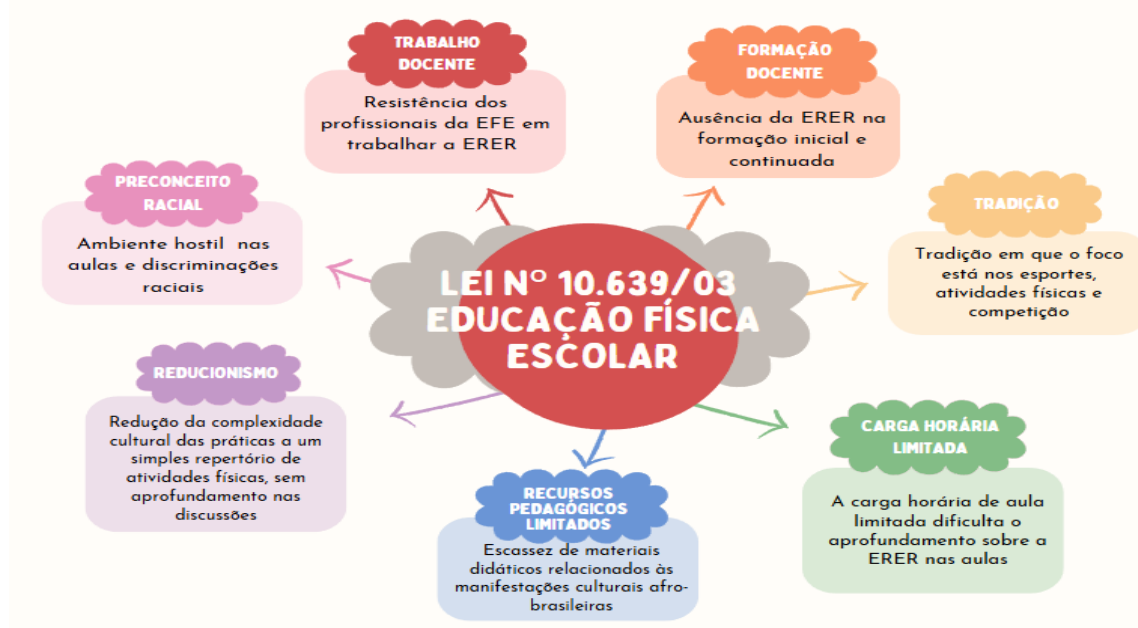 TRABALHO
DOCENTE
Resistência dos
profissionais da EFE em
trabalhar a ERER
FORMAÇÃO
DOCENTE
Ausência da ERER na
formação inicial e
continuada
PRECONCEITO
RACIAL
Ambiente hostil nas
aulas e discriminações
raciais
TRADIÇÃO
Tradição em que o foco
está nos esportes,
atividades físicas e
competição
LEI Nº 10.639/03
EDUCAÇÃO FÍSICA
ESCOLAR
REDUCIONISMO
Redução da complexidade
cultural das práticas a um
simples repertório de
atividades físicas, sem
aprofundamento nas
discussões
CARGA HORÁRIA
LIMITADA
A carga horária de aula
limitada dificulta o
aprofundamento sobre a
ERER nas aulas
RECURSOS
PEDAGÓGICOS
LIMITADOS
Escassez de materiais
didáticos relacionados às
manifestações culturais afro-
brasileiras